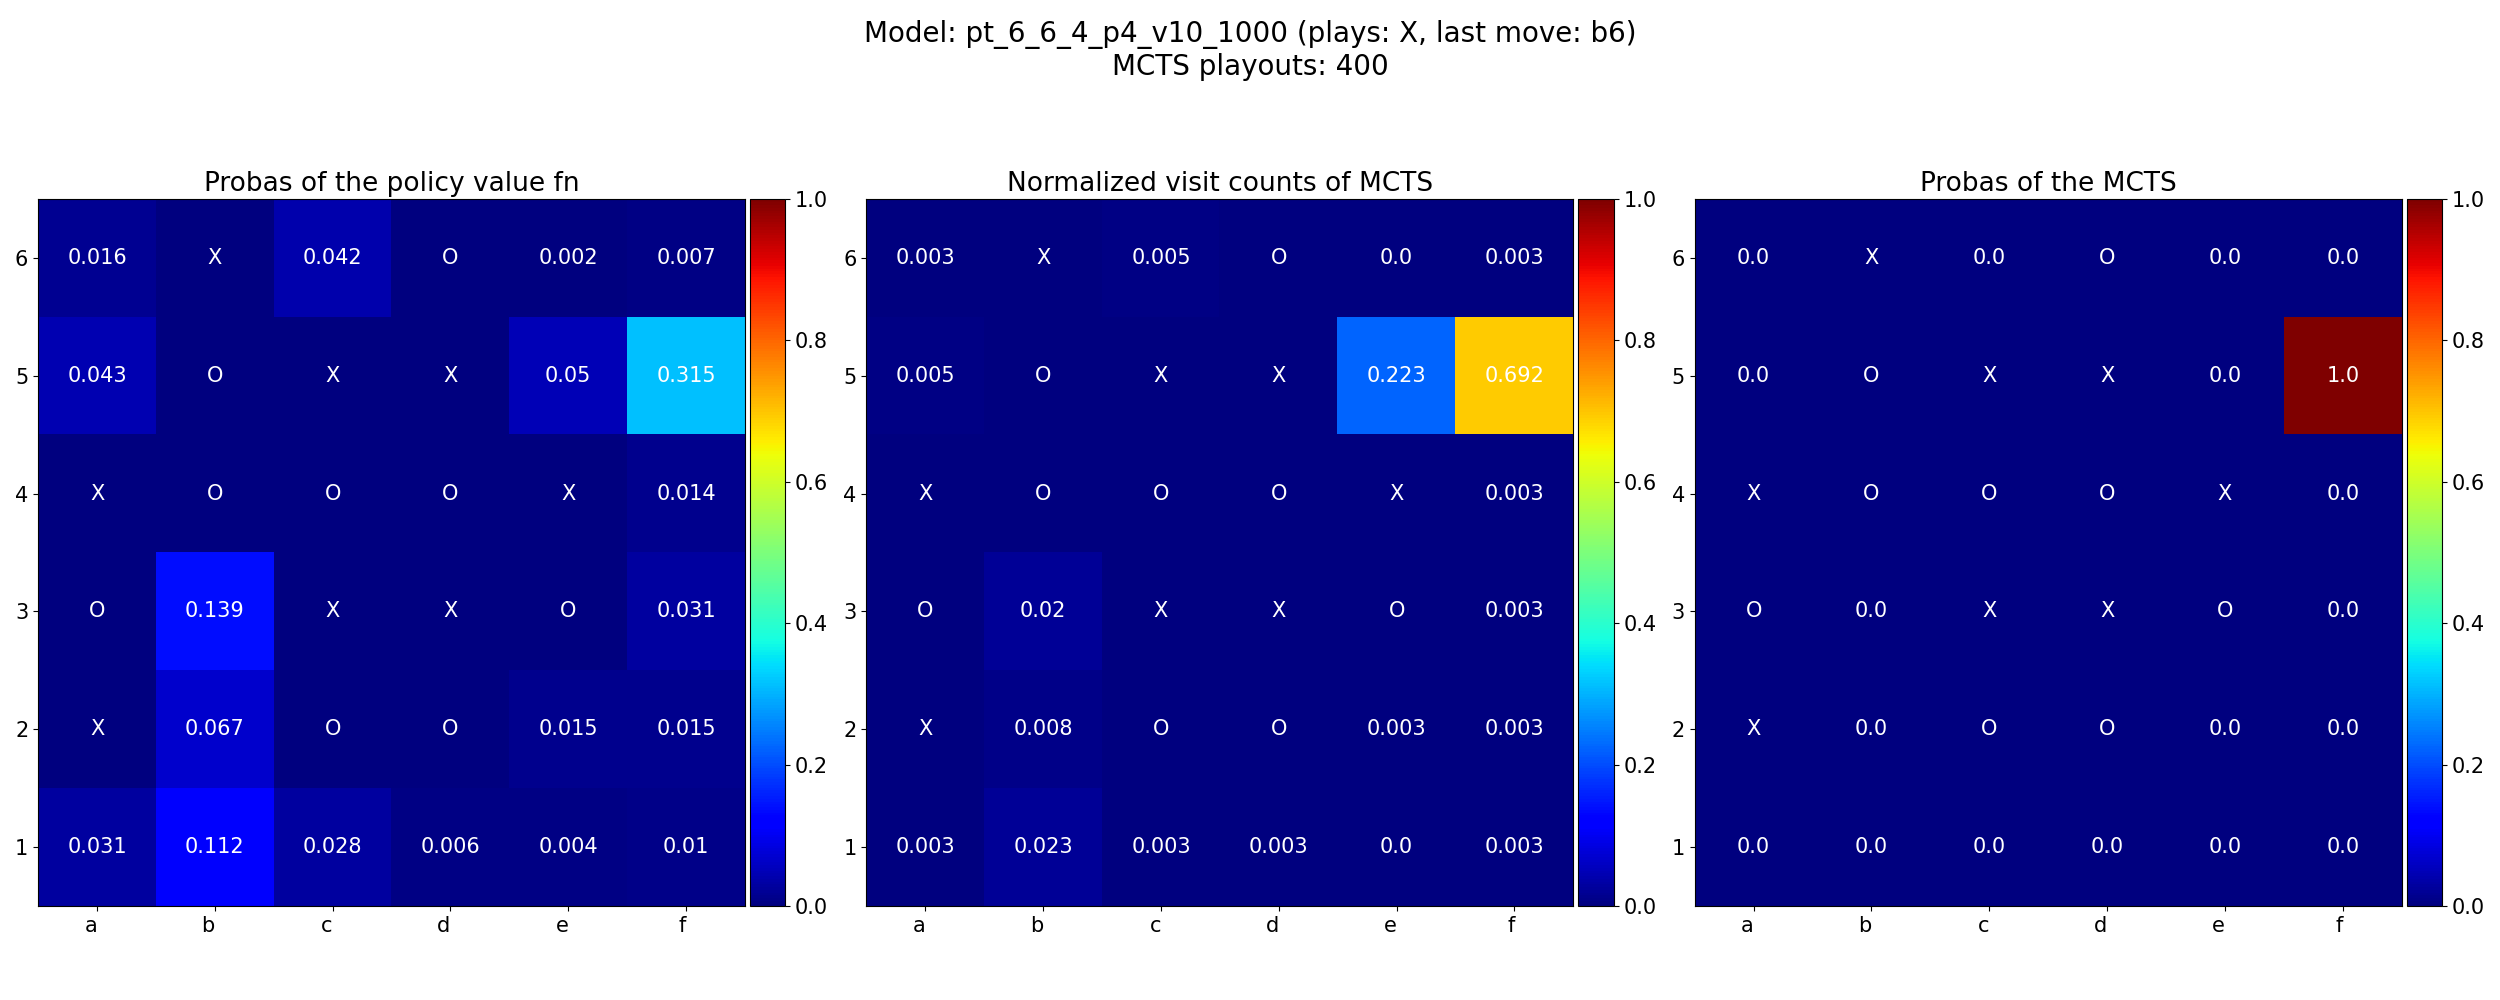 Model: pt_6_6_4_p4_v10_1000 (plays: X, last move: b6)
MCTS playouts: 400
Probas of the policy value fn
6 0.016 X 0.042 O 0.002 0.007
5 0.043 O X X 0.05 0.315
4 X O O O X 0.014
3 O 0.139 X X O 0.031
2 X 0.067 O O 0.015 0.015
1 0.031 0.112 0.028 0.006 0.004 0.01
a b c d e f
1.0
0.8
0.6
0.4
0.2
0.0
Normalized visit counts of MCTS
6 0.003 X 0.005 O 0.0 0.003
5 0.005 O X X 0.223 0.692
4 X O O O X 0.003
3 O 0.02 X X O 0.003
2 X 0.008 O O 0.003 0.003
1 0.003 0.023 0.003 0.003 0.0 0.003
a b c d e f
1.0
0.8
0.6
0.4
0.2
0.0
Probas of the MCTS
6 0.0 X 0.0 O 0.0 0.0
5 0.0 O X X 0.0 1.0
4 X O O O X 0.0
3 O 0.0 X X O 0.0
2 X 0.0 O O 0.0 0.0
1 0.0 0.0 0.0 0.0 0.0 0.0
a b c d e f
1.0
0.8
0.6
0.4
0.2
0.0